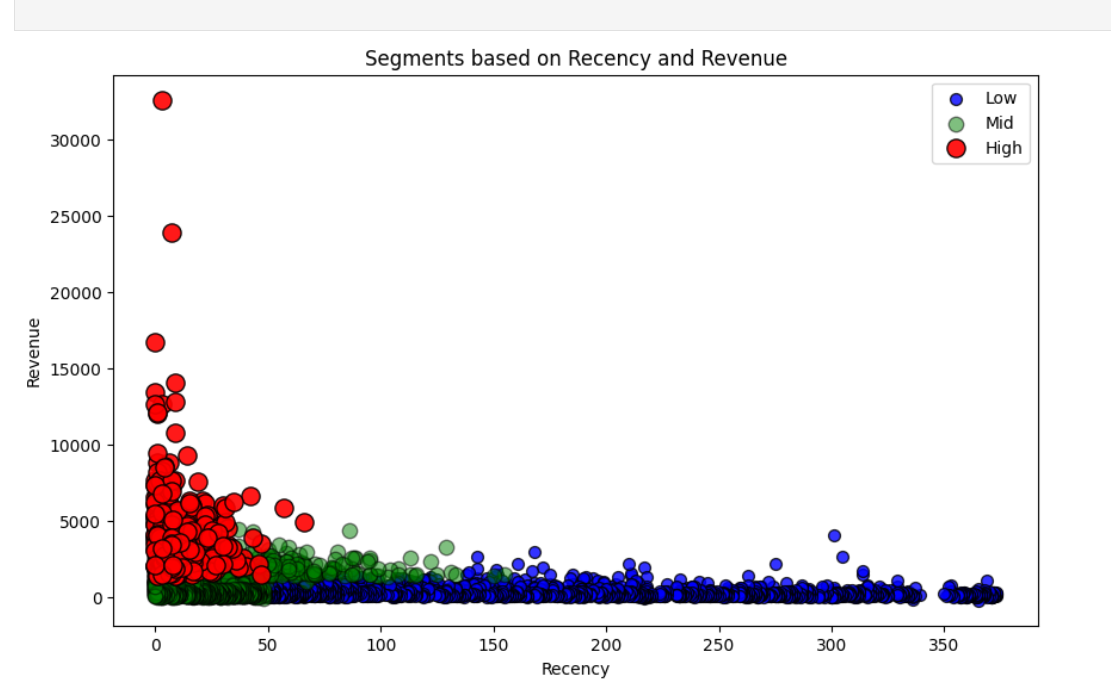 Segments based on Recency and Revenue
Low
Mid
High
30000
25000
20000
15000
10000
5000
0
Revenue
0 50 100 150 200 250 300 350
Recency